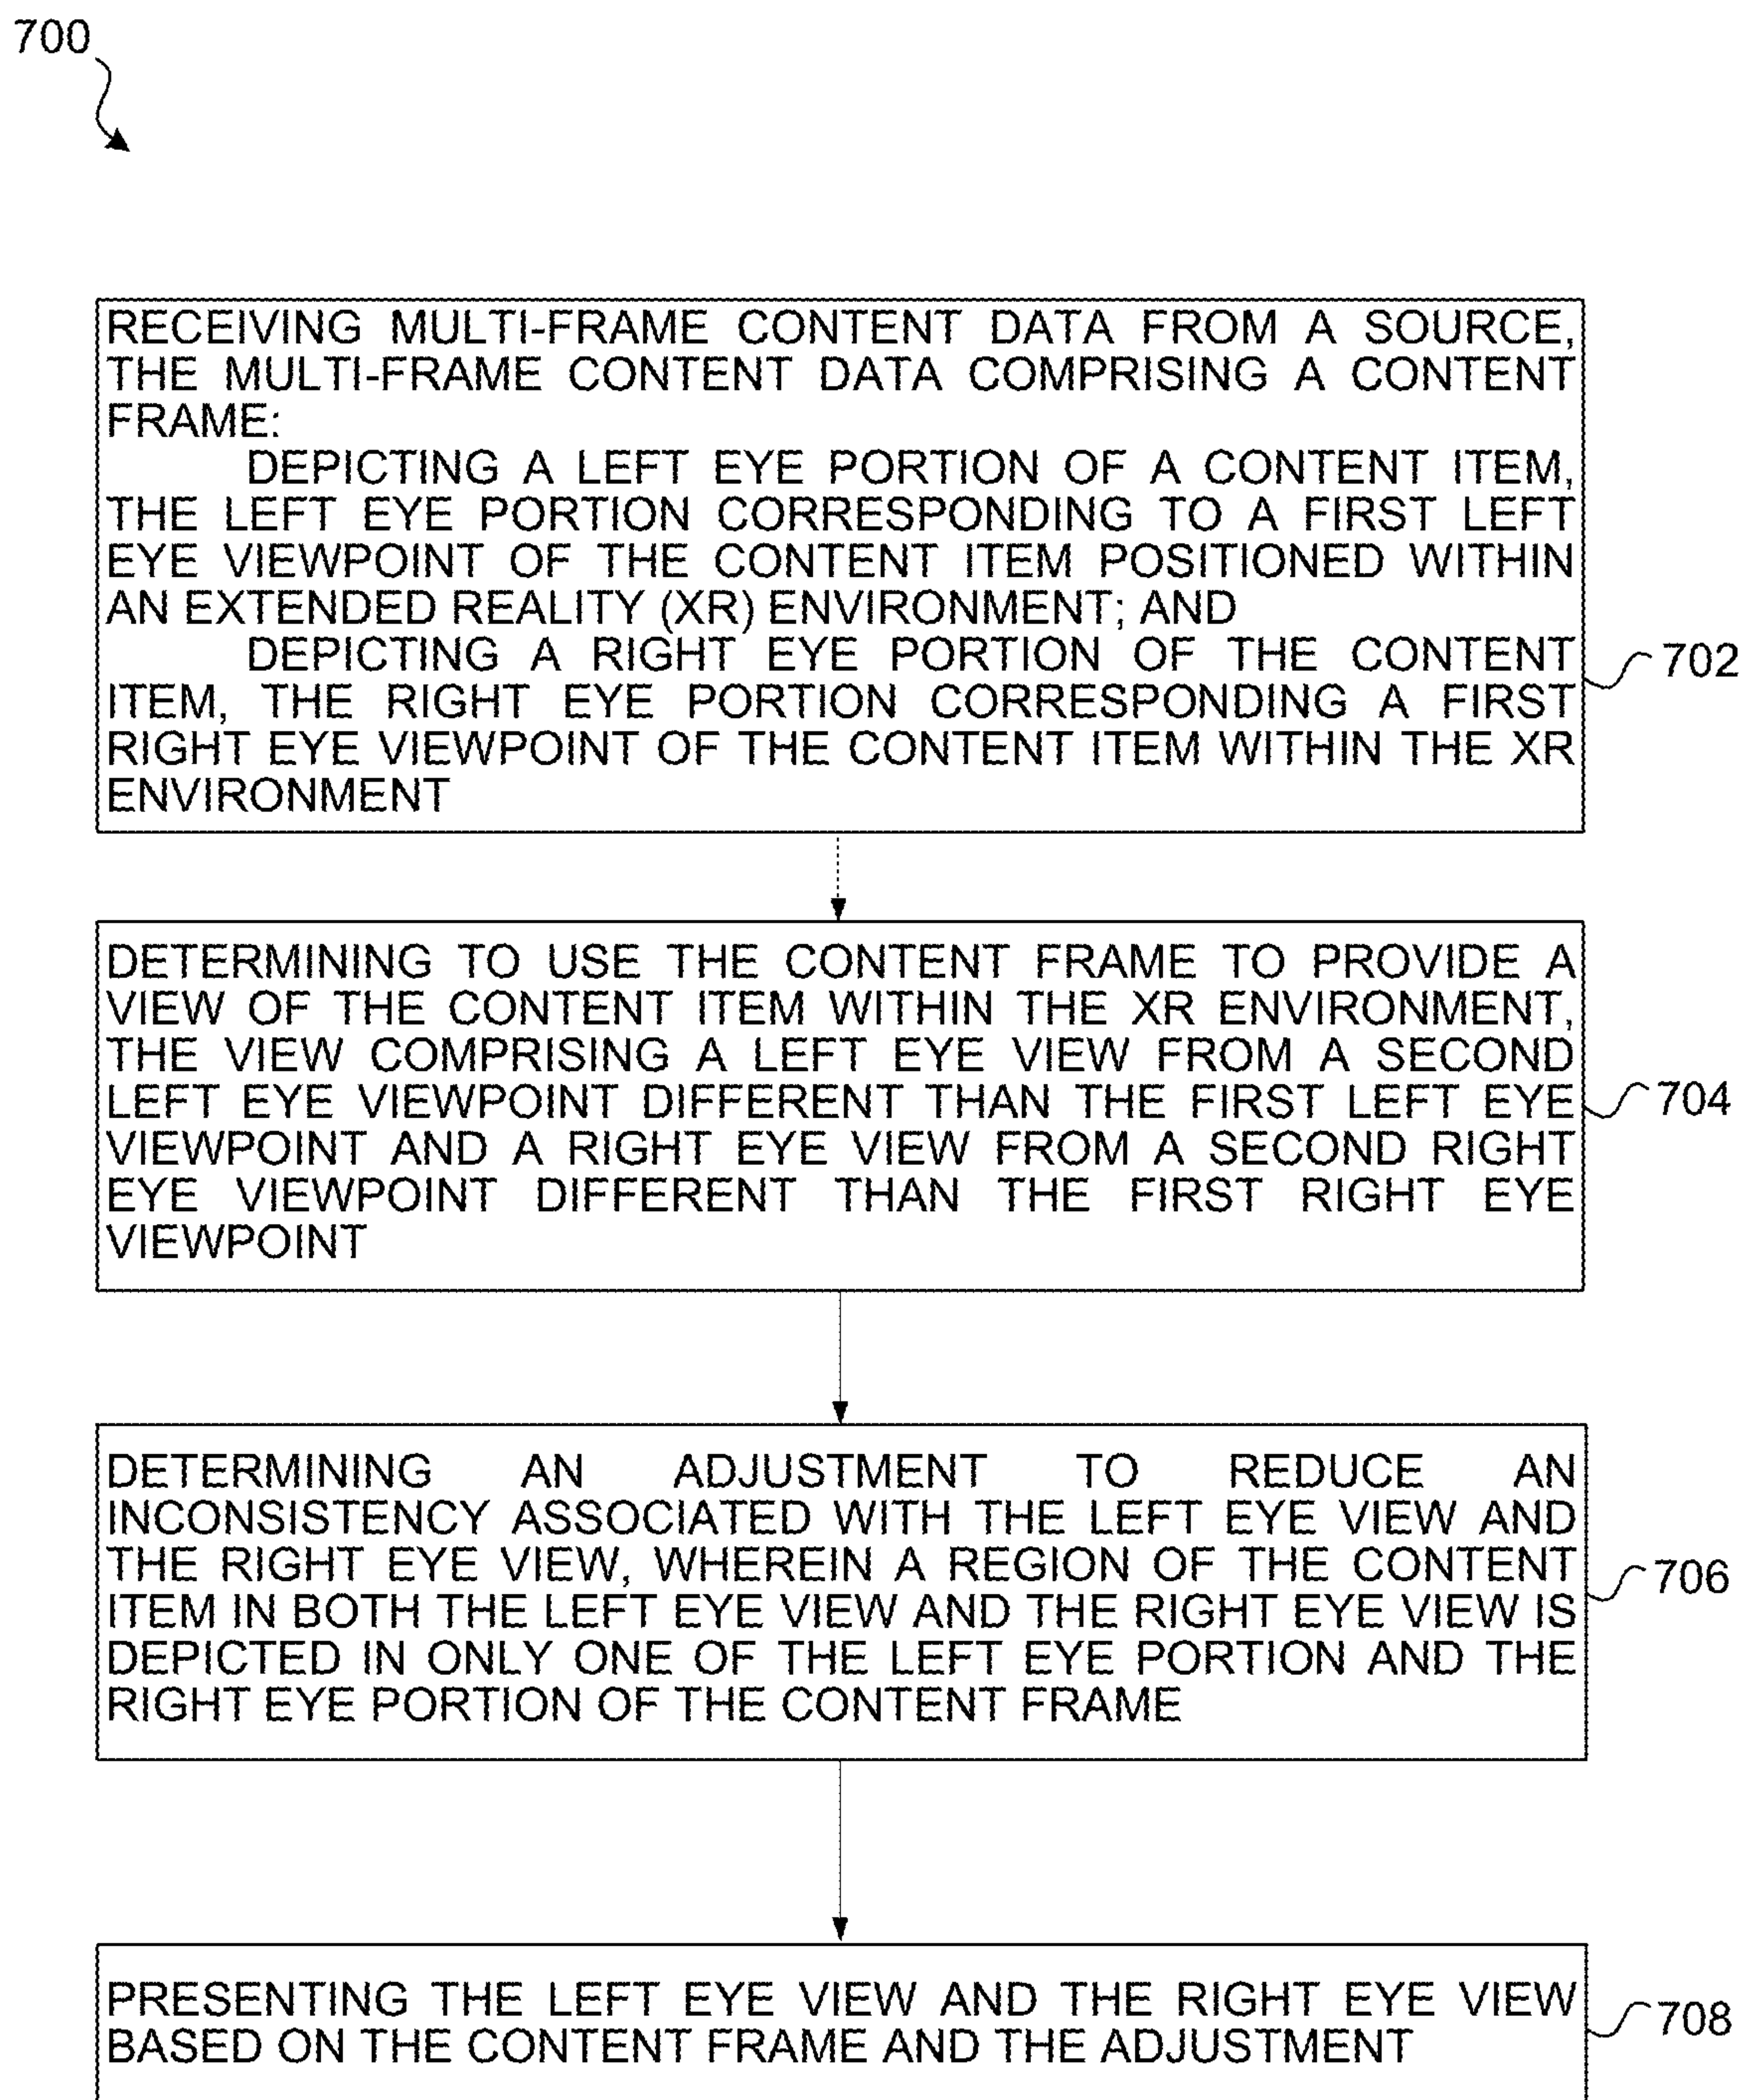 700
RECEIVING MULTI-FRAME CONTENT DATA FROM A SOURCE,
THE MULTI-FRAME CONTENT DATA COMPRISING A CONTENT
FRAME:
DEPICTING A LEFT EYE PORTION OF A CONTENT ITEM,
THE LEFT EYE PORTION CORRESPONDING TO A FIRST LEFT
EYE VIEWPOINT OF THE CONTENT ITEM POSITIONED WITHIN
AN EXTENDED REALITY (XR) ENVIRONMENT; AND
DEPICTING A RIGHT EYE PORTION OF THE CONTENT
ITEM, THE RIGHT EYE PORTION CORRESPONDING A FIRST
RIGHT EYE VIEWPOINT OF THE CONTENT ITEM WITHIN THE XR
ENVIRONMENT
702
DETERMINING TO USE THE CONTENT FRAME TO PROVIDE A
VIEW OF THE CONTENT ITEM WITHIN THE XR ENVIRONMENT,
THE VIEW COMPRISING A LEFT EYE VIEW FROM A SECOND
LEFT EYE VIEWPOINT DIFFERENT THAN THE FIRST LEFT EYE
VIEWPOINT AND A RIGHT EYE VIEW FROM A SECOND RIGHT
EYE VIEWPOINT DIFFERENT THAN THE FIRST RIGHT EYE
VIEWPOINT
704
DETERMINING AN ADJUSTMENT TO REDUCE AN
INCONSISTENCY ASSOCIATED WITH THE LEFT EYE VIEW AND
THE RIGHT EYE VIEW, WHEREIN A REGION OF THE CONTENT
ITEM IN BOTH THE LEFT EYE VIEW AND THE RIGHT EYE VIEW IS
DEPICTED IN ONLY ONE OF THE LEFT EYE PORTION AND THE
RIGHT EYE PORTION OF THE CONTENT FRAME
706
PRESENTING THE LEFT EYE VIEW AND THE RIGHT EYE VIEW
BASED ON THE CONTENT FRAME AND THE ADJUSTMENT
708